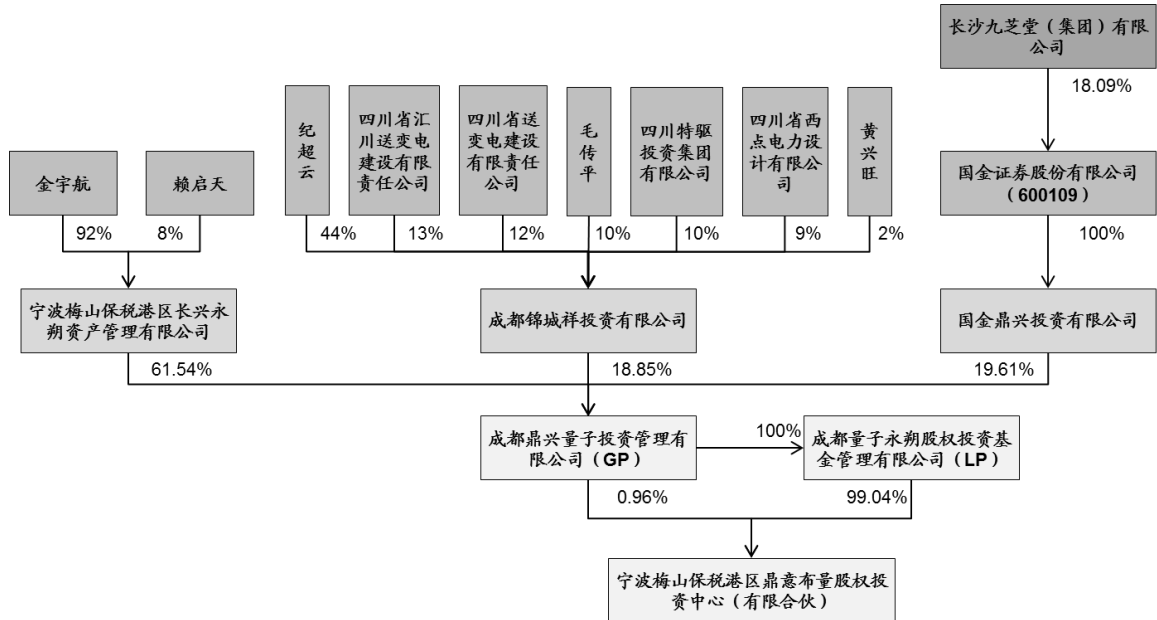 长沙九芝堂（集团）有限
公司
18.09%
纪超云
四川省汇
川送变电
建设有限
责任公司
四川省送
变电建设
有限责任
公司
毛传平
四川特驱
投资集团
有限公司
四川省西
点电力设
计有限公
司
黄兴旺
金宇航
赖启天
国金证券股份有限公司
（600109）
92%
8%
44%
13%
12%
10%
10%
9%
2%
100%
宁波梅山保税港区长兴永
朔资产管理有限公司
成都锦城祥投资有限公司
国金鼎兴投资有限公司
61.54%
18.85%
19.61%
成都鼎兴量子投资管理有
限公司（GP）
100%
成都量子永朔股权投资基
金管理有限公司（LP）
0.96%
99.04%
宁波梅山保税港区鼎意布量股权投
资中心（有限合伙）